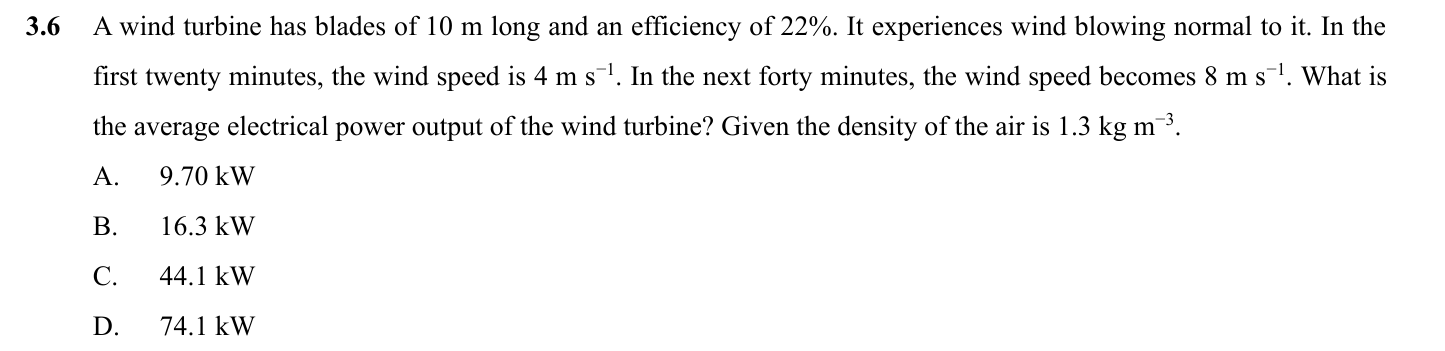 3.6 A wind turbine has blades of 10 m long and an efficiency of 22%. It experiences wind blowing normal to it. In the
first twenty minutes, the wind speed is 4 m s⁻¹. In the next forty minutes, the wind speed becomes 8 m s⁻¹. What is
the average electrical power output of the wind turbine? Given the density of the air is 1.3 kg m⁻³.
A. 9.70 kW
B. 16.3 kW
C. 44.1 kW
D. 74.1 kW